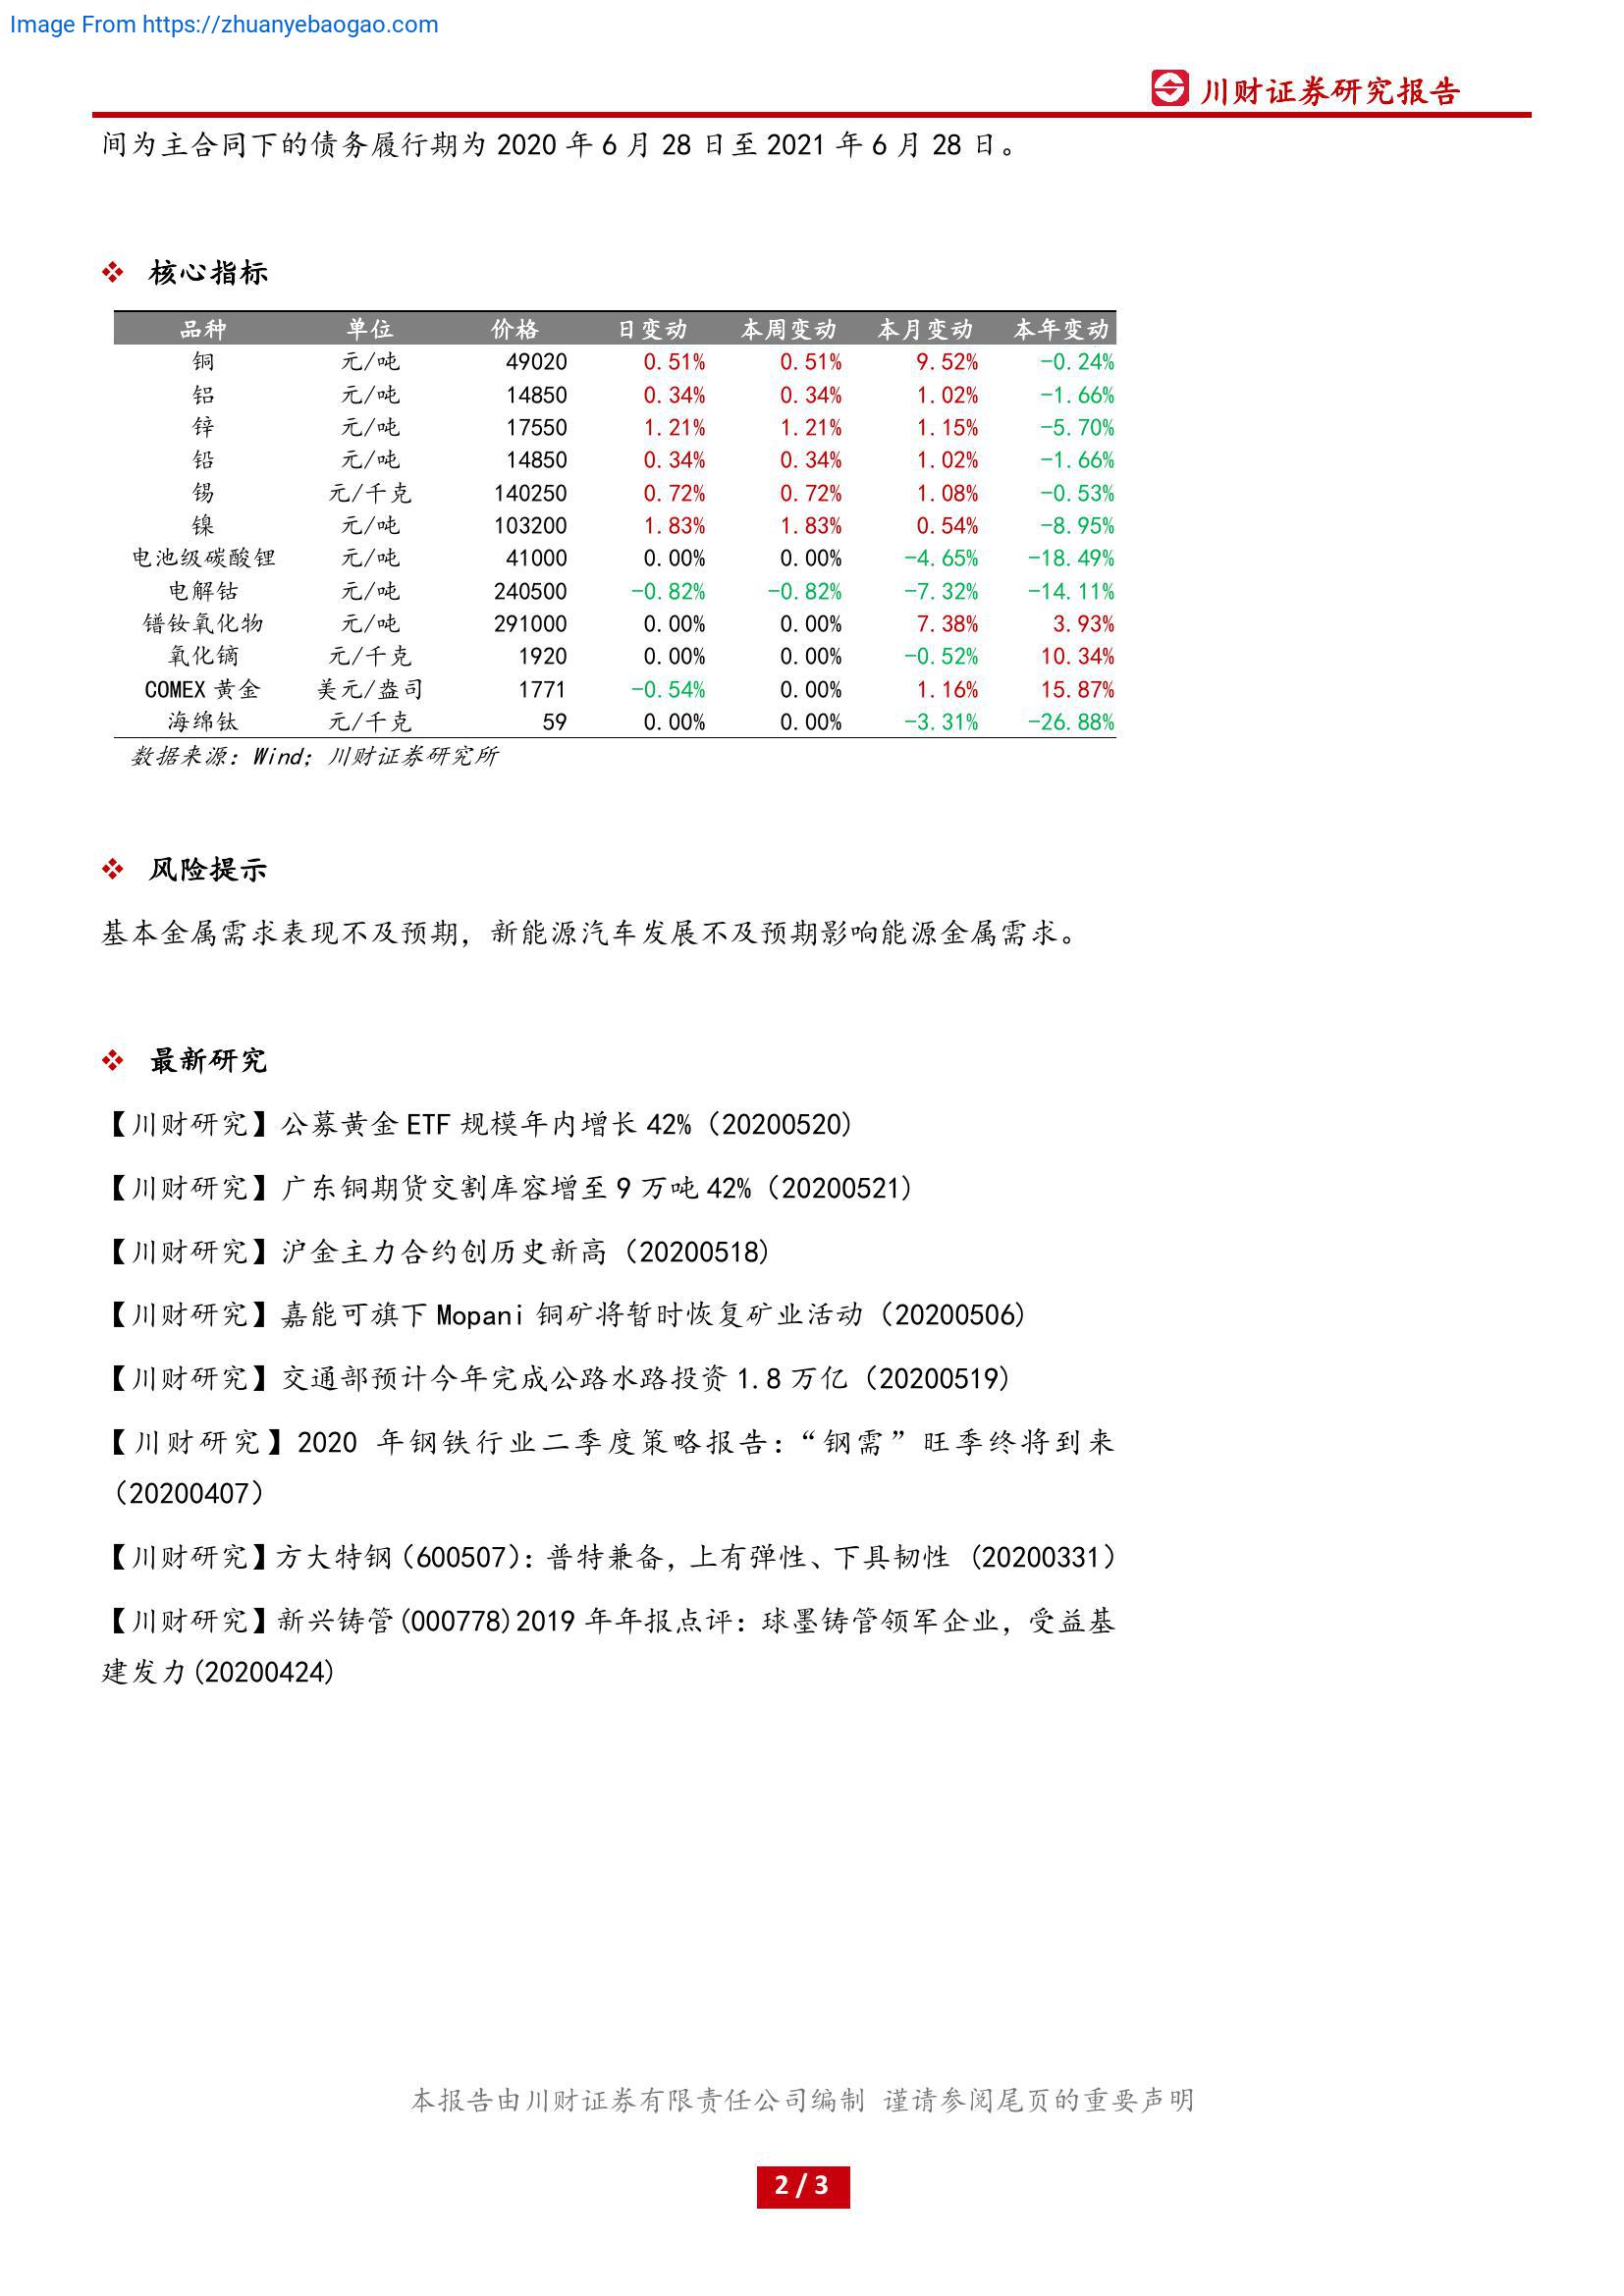 Image From https://zhuanyebaogao.com
川财证券研究报告
间为主合同下的债务履行期为 2020 年 6 月 28 日至 2021 年 6 月 28 日。
核心指标
品种 单位 价格 日变动 本周变动 本月变动 本年变动
铜 元/吨 49020 0.51% 0.51% 9.52% -0.24%
铝 元/吨 14850 0.34% 0.34% 1.02% -1.66%
锌 元/吨 17550 1.21% 1.21% 1.15% -5.70%
铅 元/吨 14850 0.34% 0.34% 1.02% -1.66%
锡 元/千克 140250 0.72% 0.72% 1.08% -0.53%
镍 元/吨 103200 1.83% 1.83% 0.54% -8.95%
电池级碳酸锂 元/吨 41000 0.00% 0.00% -4.65% -18.49%
电解钴 元/吨 240500 -0.82% -0.82% -7.32% -14.11%
镨钕氧化物 元/吨 291000 0.00% 0.00% 7.38% 3.93%
氧化镝 元/千克 1920 0.00% 0.00% -0.52% 10.34%
COMEX 黄金 美元/盎司 1771 -0.54% 0.00% 1.16% 15.87%
海绵钛 元/千克 59 0.00% 0.00% -3.31% -26.88%
数据来源：Wind；川财证券研究所
风险提示
基本金属需求表现不及预期，新能源汽车发展不及预期影响能源金属需求。
最新研究
【川财研究】公募黄金 ETF 规模年内增长 42%（20200520)
【川财研究】广东铜期货交割库容增至 9 万吨 42%（20200521)
【川财研究】沪金主力合约创历史新高（20200518)
【川财研究】嘉能可旗下 Mopani 铜矿将暂时恢复矿业活动（20200506)
【川财研究】交通部预计今年完成公路水路投资 1.8 万亿（20200519)
【川财研究】2020 年钢铁行业二季度策略报告：“钢需”旺季终将到来
（20200407）
【川财研究】方大特钢（600507）：普特兼备，上有弹性、下具韧性 (20200331）
【川财研究】新兴铸管(000778)2019 年年报点评：球墨铸管领军企业，受益基
建发力(20200424)
本报告由川财证券有限责任公司编制 谨请参阅尾页的重要声明
2 / 3